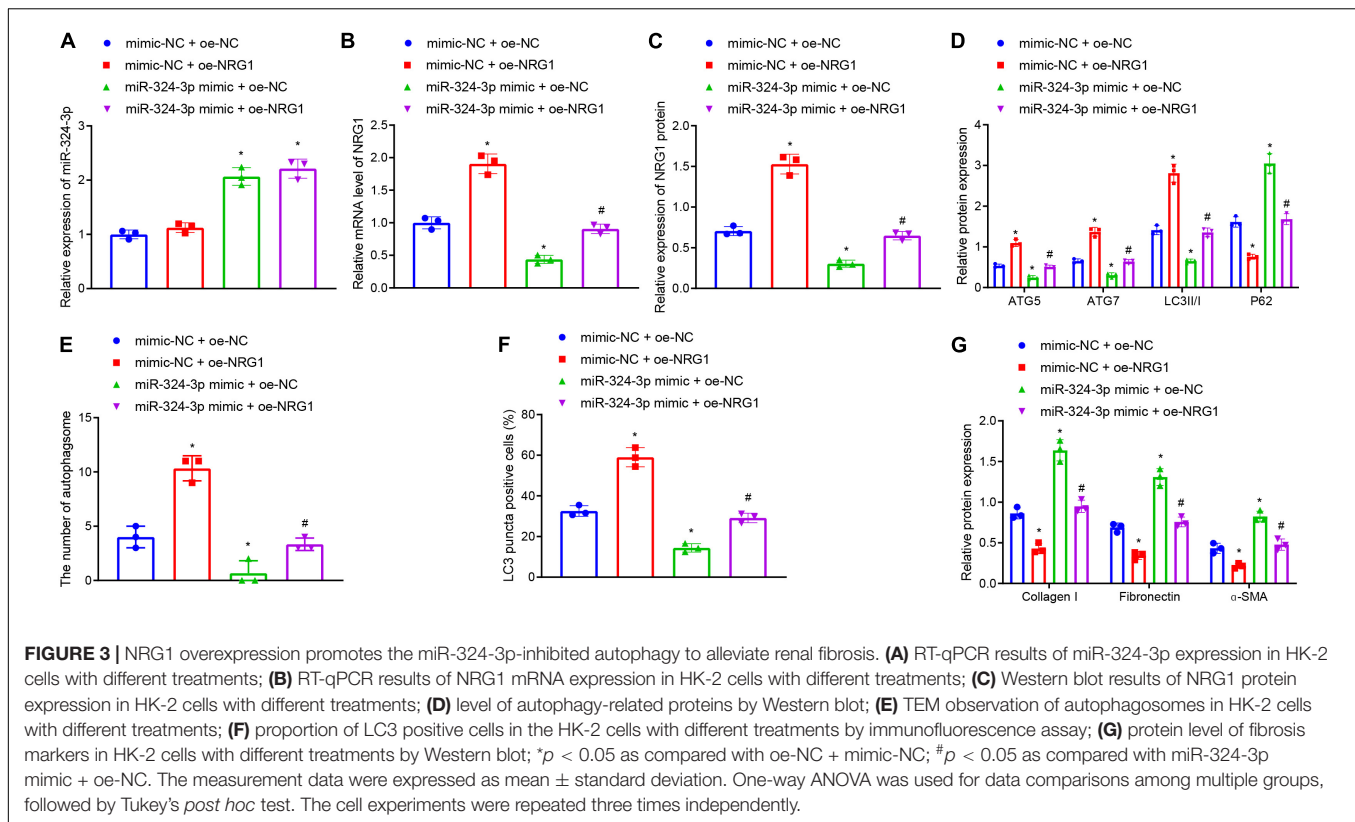 A
mimic-NC + oe-NC
mimic-NC + oe-NRG1
miR-324-3p mimic + oe-NC
miR-324-3p mimic + oe-NRG1
Relative expression of miR-324-3p
3
2
1
0
*
*
B
mimic-NC + oe-NC
mimic-NC + oe-NRG1
miR-324-3p mimic + oe-NC
miR-324-3p mimic + oe-NRG1
Relative mRNA level of NRG1
2.5
2.0
1.5
1.0
0.5
0.0
*
*
#
C
mimic-NC + oe-NC
mimic-NC + oe-NRG1
miR-324-3p mimic + oe-NC
miR-324-3p mimic + oe-NRG1
Relative expression of NRG1 protein
2.0
1.5
1.0
0.5
0.0
*
*
#
D
mimic-NC + oe-NC
mimic-NC + oe-NRG1
miR-324-3p mimic + oe-NC
miR-324-3p mimic + oe-NRG1
Relative protein expression
4
3
2
1
0
*
*
#
*
*
#
*
*
#
*
*
#
ATG5
ATG7
LC3II/I
P62
E
mimic-NC + oe-NC
mimic-NC + oe-NRG1
miR-324-3p mimic + oe-NC
miR-324-3p mimic + oe-NRG1
The number of autophagsome
15
10
5
0
*
*
#
F
mimic-NC + oe-NC
mimic-NC + oe-NRG1
miR-324-3p mimic + oe-NC
miR-324-3p mimic + oe-NRG1
LC3 puncta positive cells (%)
80
60
40
20
0
*
*
#
G
mimic-NC + oe-NC
mimic-NC + oe-NRG1
miR-324-3p mimic + oe-NC
miR-324-3p mimic + oe-NRG1
Relative protein expression
2.0
1.5
1.0
0.5
0.0
*
*
#
*
*
#
*
*
#
Collagen I
Fibronectin
α-SMA
FIGURE 3 | NRG1 overexpression promotes the miR-324-3p-inhibited autophagy to alleviate renal fibrosis. (A) RT-qPCR results of miR-324-3p expression in HK-2
cells with different treatments; (B) RT-qPCR results of NRG1 mRNA expression in HK-2 cells with different treatments; (C) Western blot results of NRG1 protein
expression in HK-2 cells with different treatments; (D) level of autophagy-related proteins by Western blot; (E) TEM observation of autophagosomes in HK-2 cells
with different treatments; (F) proportion of LC3 positive cells in the HK-2 cells with different treatments by immunofluorescence assay; (G) protein level of fibrosis
markers in HK-2 cells with different treatments by Western blot; *p < 0.05 as compared with oe-NC + mimic-NC; #p < 0.05 as compared with miR-324-3p
mimic + oe-NC. The measurement data were expressed as mean ± standard deviation. One-way ANOVA was used for data comparisons among multiple groups,
followed by Tukey's post hoc test. The cell experiments were repeated three times independently.